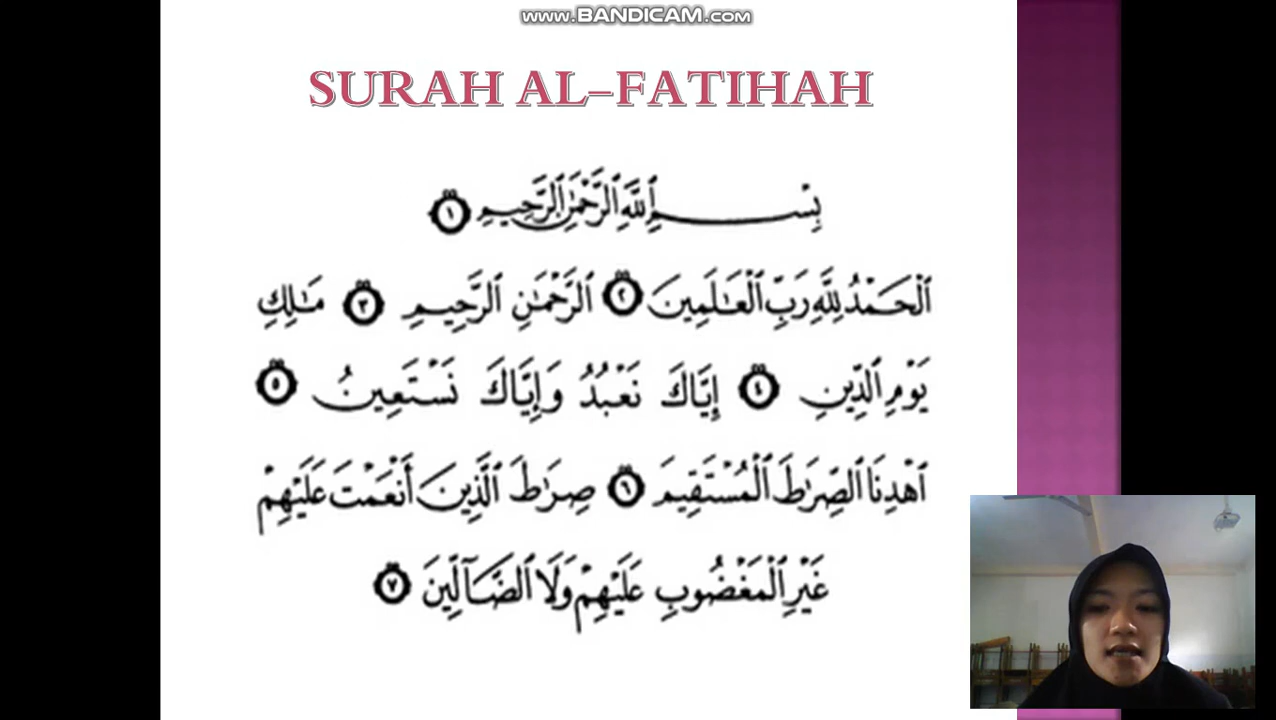 www.BANDICAM.com
SURAH AL-FATIHAH
بِسْمِ ٱللَّهِ ٱلرَّحْمَٰنِ ٱلرَّحِيمِ ١
ٱلْحَمْدُ لِلَّهِ رَبِّ ٱلْعَٰلَمِينَ ٢ ٱلرَّحْمَٰنِ ٱلرَّحِيمِ ٣ مَٰلِكِ
يَوْمِ ٱلدِّينِ ٤ إِيَّاكَ نَعْبُدُ وَإِيَّاكَ نَسْتَعِينُ ٥
ٱهْدِنَا ٱلصِّرَٰطَ ٱلْمُسْتَقِيمَ ٦ صِرَٰطَ ٱلَّذِينَ أَنْعَمْتَ عَلَيْهِمْ
غَيْرِ ٱلْمَغْضُوبِ عَلَيْهِمْ وَلَا ٱلضَّآلِّينَ ٧